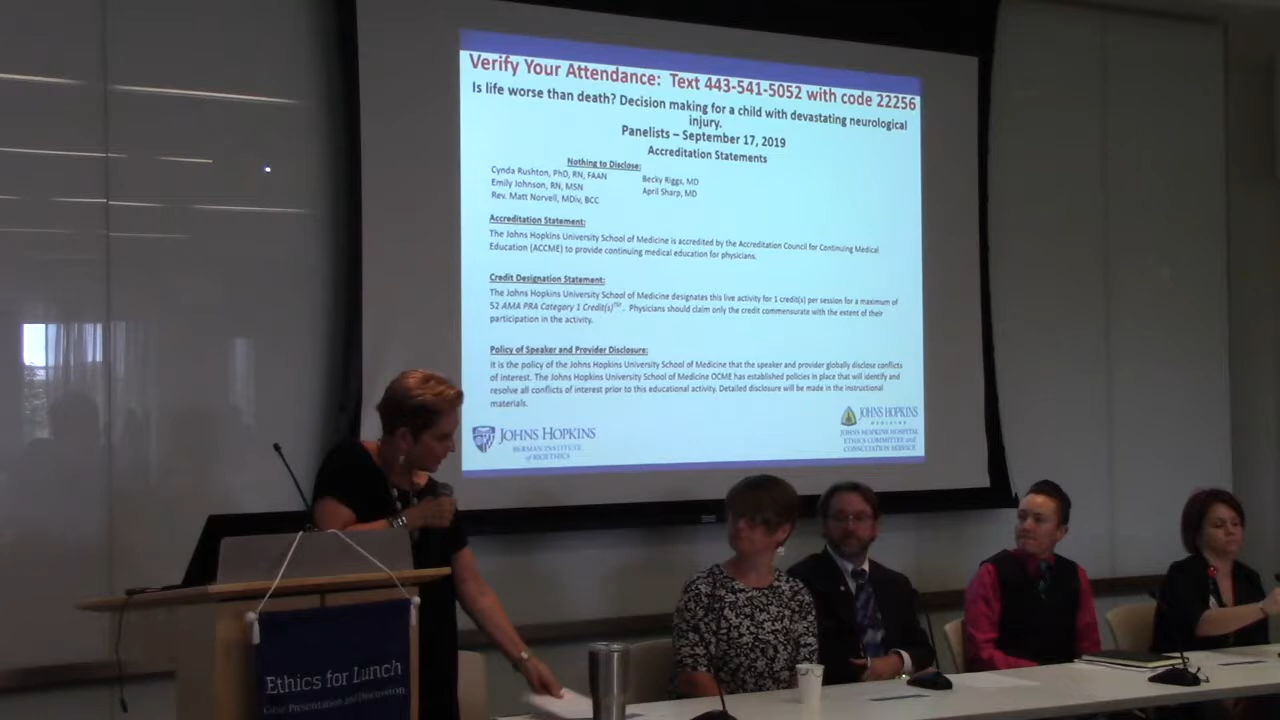 Verify Your Attendance: Text 443-541-5052 with code 22256
Is life worse than death? Decision making for a child with devastating neurological
injury.
Panelists – September 17, 2019
Accreditation Statements
Nothing to Disclose:
Cynda Rushton, PhD, RN, FAAN
Emily Johnson, RN, MSN
Rev. Matt Norvell, MDiv, BCC
Becky Riggs, MD
April Sharp, MD
Accreditation Statement:
The Johns Hopkins University School of Medicine is accredited by the Accreditation Council for Continuing Medical
Education (ACCME) to provide continuing medical education for physicians.
Credit Designation Statement:
The Johns Hopkins University School of Medicine designates this live activity for 1 credit(s) per session for a maximum of
52 AMA PRA Category 1 Credit(s)™. Physicians should claim only the credit commensurate with the extent of their
participation in the activity.
Policy of Speaker and Provider Disclosure:
It is the policy of the Johns Hopkins University School of Medicine that the speaker and provider globally disclose conflicts
of interest. The Johns Hopkins University School of Medicine OCME has established policies in place that will identify and
resolve all conflicts of interest prior to this educational activity. Detailed disclosure will be made in the instructional
materials.
JOHNS HOPKINS
BERMAN INSTITUTE
of BIOETHICS
JOHNS HOPKINS
MEDICINE
JOHNS HOPKINS HOSPITAL
ETHICS COMMITTEE and
CONSULTATION SERVICE
Ethics for Lunch
Case Presentation and Discussion